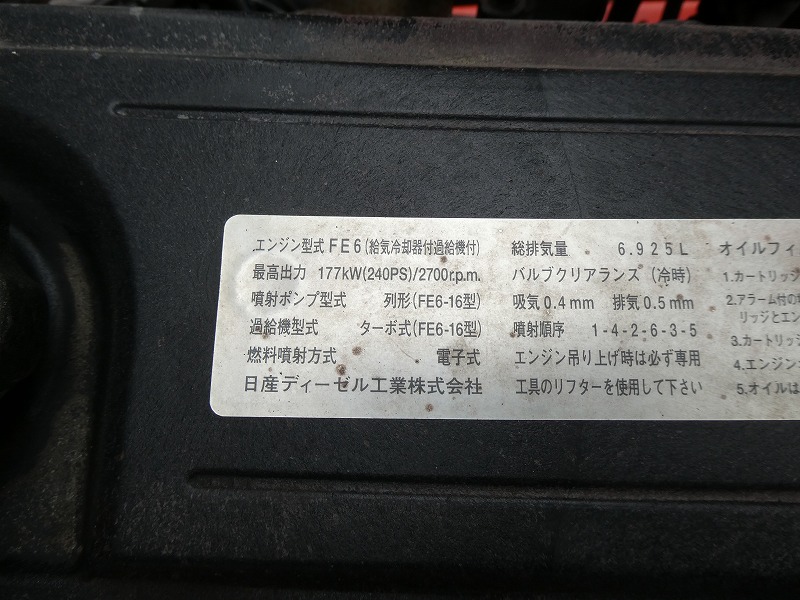 エンジン型式 FE6(給気冷却器付過給機付)
最高出力 177kW(240PS)/2700r.p.m.
噴射ポンプ型式 列形(FE6-16型)
過給機型式 ターボ式(FE6-16型)
燃料噴射方式 電子式
日産ディーゼル工業株式会社
総排気量 6.925L
バルブクリアランス (冷時)
吸気0.4mm 排気0.5mm
噴射順序 1-4-2-6-3-5
エンジン吊り上げ時は必ず専用
工具のリフターを使用して下さい
オイルフィ
1.カートリッジ
2.アラーム付の
リッジとエン
3.カートリッ
4.エンジン
5.オイルは